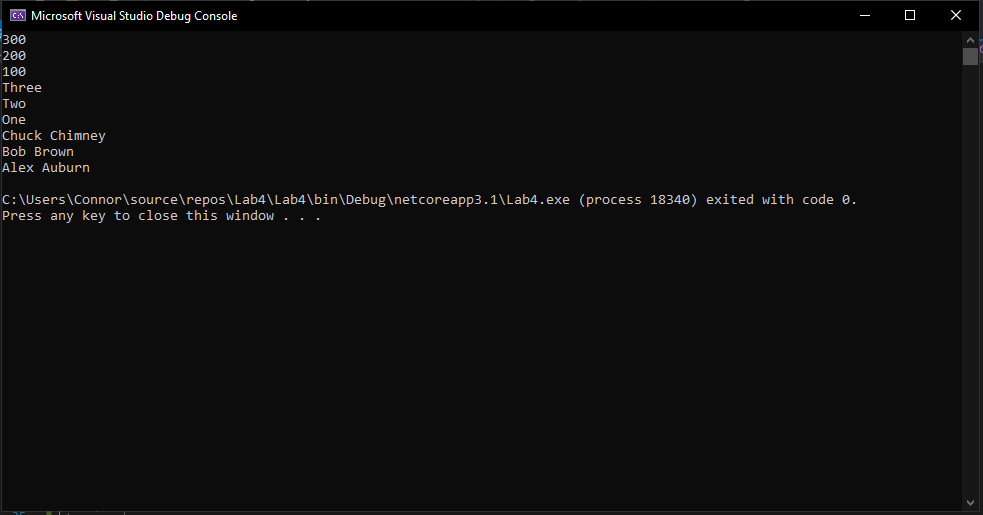 Microsoft Visual Studio Debug Console
300
200
100
Three
Two
One
Chuck Chimney
Bob Brown
Alex Auburn
C:\Users\Connor\source\repos\Lab4\Lab4\bin\Debug\netcoreapp3.1\Lab4.exe (process 18340) exited with code 0.
Press any key to close this window . . .